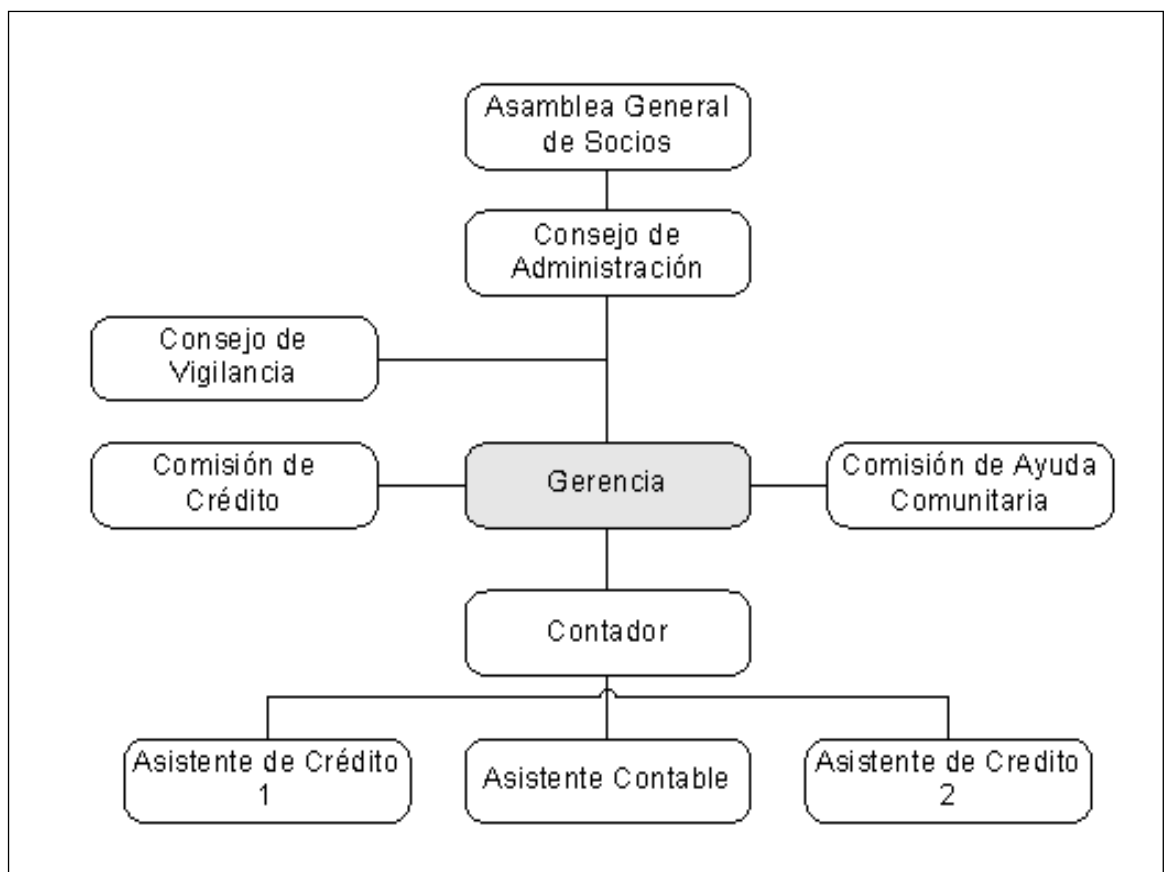 Asamblea General
de Socios
Consejo de
Administración
Consejo de
Vigilancia
Comisión de
Crédito
Gerencia
Comisión de Ayuda
Comunitaria
Contador
Asistente de Crédito
1
Asistente Contable
Asistente de Credito
2